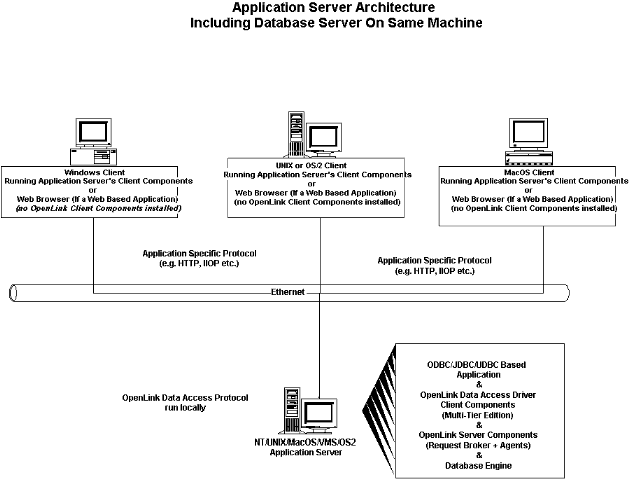 Application Server Architecture
Including Database Server On Same Machine
Windows Client
Running Application Server's Client Components
or
Web Browser (If a Web Based Application)
(no OpenLink Client Components installed)
UNIX or OS/2 Client
Running Application Server's Client Components
or
Web Browser (If a Web Based Application)
(no OpenLink Client Components installed)
MacOS Client
Running Application Server's Client Components
or
Web Browser (If a Web Based Application)
(no OpenLink Client Components installed)
Application Specific Protocol
(e.g. HTTP, IIOP etc.)
Application Specific Protocol
(e.g. HTTP, IIOP etc.)
Ethernet
OpenLink Data Access Protocol
run locally
NT/UNIX/MacOS/VMS/OS2
Application Server
ODBC/JDBC/UDBC Based
Application
&
OpenLink Data Access Driver
Client Components
(Multi-Tier Edition)
&
OpenLink Server Components
(Request Broker + Agents)
&
Database Engine